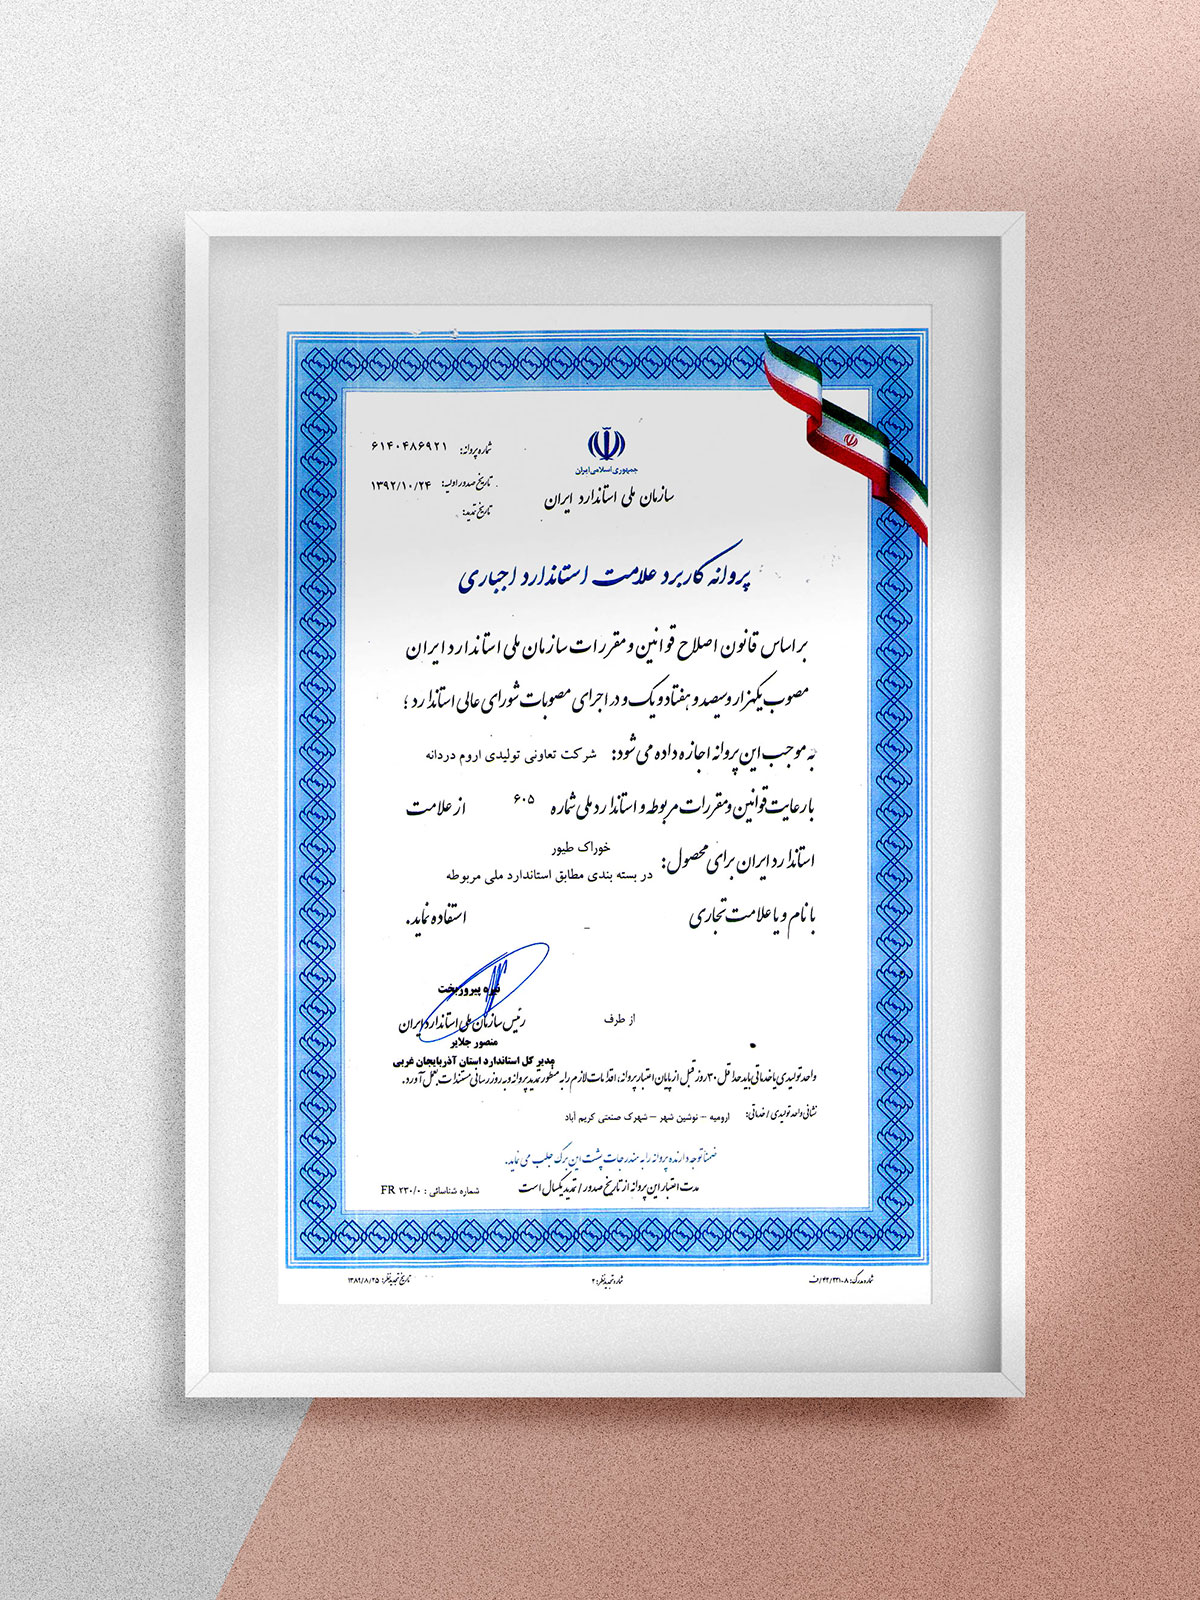 جمهوری اسلامی ایران
سازمان ملی استاندارد ایران
شماره پروانه: ۶۱۴۰۴۸۶۹۲۱
تاریخ صدور اولیه: ۱۳۹۲/۱۰/۲۴
تاریخ تمدید:
پروانه کاربرد علامت استاندارد اجباری
بر اساس قانون اصلاح قوانین و مقررات سازمان ملی استاندارد ایران
مصوب یکهزار و سیصد و هفتاد و یک و در اجرای مصوبات شورای عالی استاندارد ؛
به موجب این پروانه اجازه داده می شود: شرکت تعاونی تولیدی اروم دردانه
با رعایت قوانین و مقررات مربوطه و استاندارد ملی شماره ۶۰۵ از علامت
استاندارد ایران برای محصول: خوراک طیور
در بسته بندی مطابق استاندارد ملی مربوطه
با نام و یا علامت تجاری - استفاده نماید.
نیره پیروزبخت
رئیس سازمان ملی استاندارد ایران
از طرف
منصور جلایر
مدیر کل استاندارد استان آذربایجان غربی
واحد تولیدی یا خدماتی باید حداقل ۳۰ روز قبل از پایان اعتبار پروانه، اقدامات لازم را به منظور تمدید پروانه و به روز رسانی مستندات بعمل آورد.
نشانی واحد تولیدی / خدماتی: ارومیه – نوشین شهر – شهرک صنعتی کریم آباد
ضمنا توجه دارنده پروانه را به مندرجات پشت این برگ جلب می نماید.
مدت اعتبار این پروانه از تاریخ صدور / تمدید یکسال است
شماره شناسائی : FR ۲۳۰/۰
شماره مدرک: ف/۴۲/۲۳۱۰۸
شماره تجدید نظر: ۲
تاریخ تجدید نظر: ۱۳۸۹/۸/۲۵